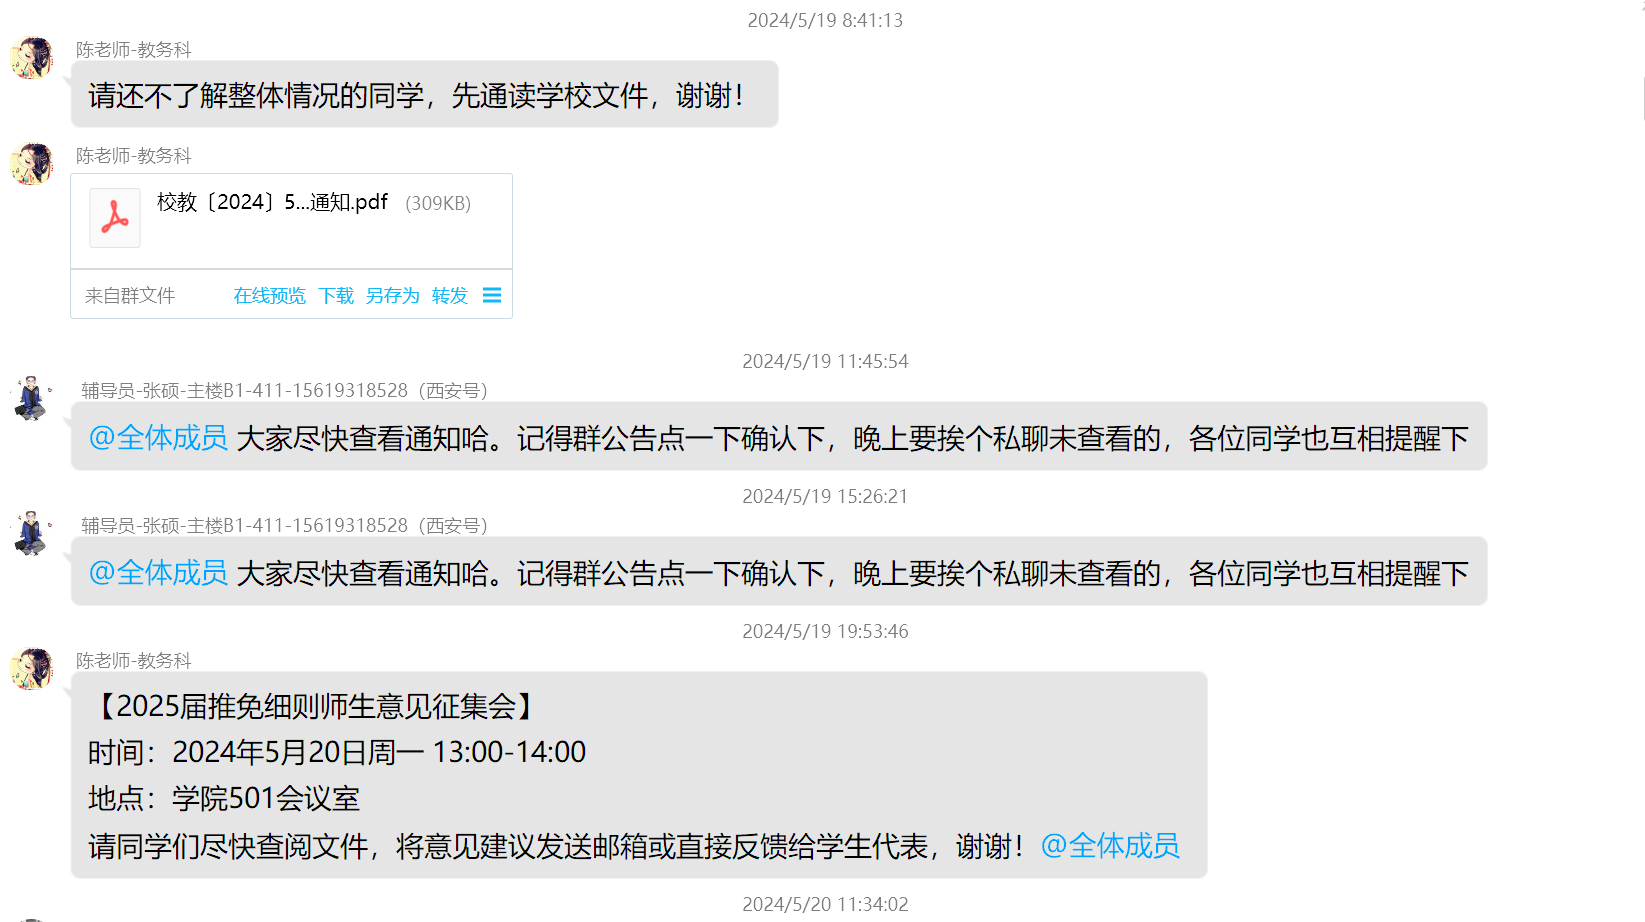 2024/5/19 8:41:13
陈老师-教务科
请还不了解整体情况的同学，先通读学校文件，谢谢！
陈老师-教务科
校教〔2024〕5...通知.pdf (309KB)
来自群文件 在线预览 下载 另存为 转发
2024/5/19 11:45:54
辅导员-张硕-主楼B1-411-15619318528（西安号）
@全体成员 大家尽快查看通知哈。记得群公告点一下确认下，晚上要挨个私聊未查看的，各位同学也互相提醒下
2024/5/19 15:26:21
辅导员-张硕-主楼B1-411-15619318528（西安号）
@全体成员 大家尽快查看通知哈。记得群公告点一下确认下，晚上要挨个私聊未查看的，各位同学也互相提醒下
2024/5/19 19:53:46
陈老师-教务科
【2025届推免细则师生意见征集会】
时间：2024年5月20日周一 13:00-14:00
地点：学院501会议室
请同学们尽快查阅文件，将意见建议发送邮箱或直接反馈给学生代表，谢谢！@全体成员
2024/5/20 11:34:02